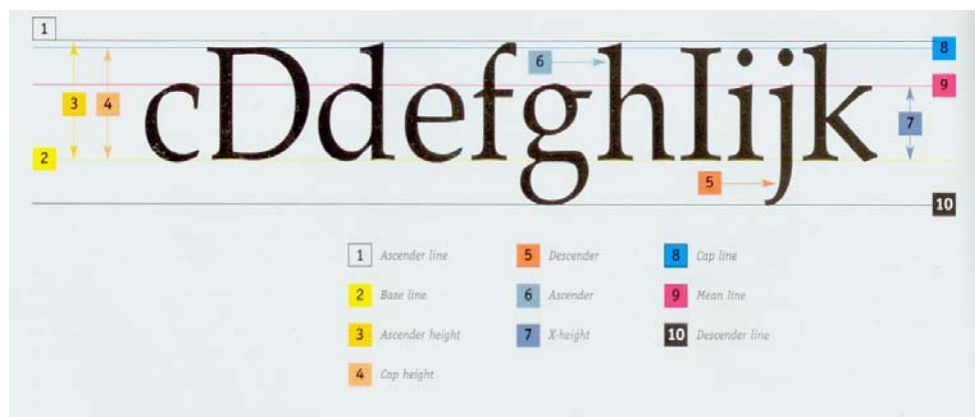 1
8
6
9
3 4
7
2
5
10
cDdefghIijk
1 Ascender line
5 Descender
8 Cap line
2 Base line
6 Ascender
9 Mean line
3 Ascender height
7 X-height
10 Descender line
4 Cap height